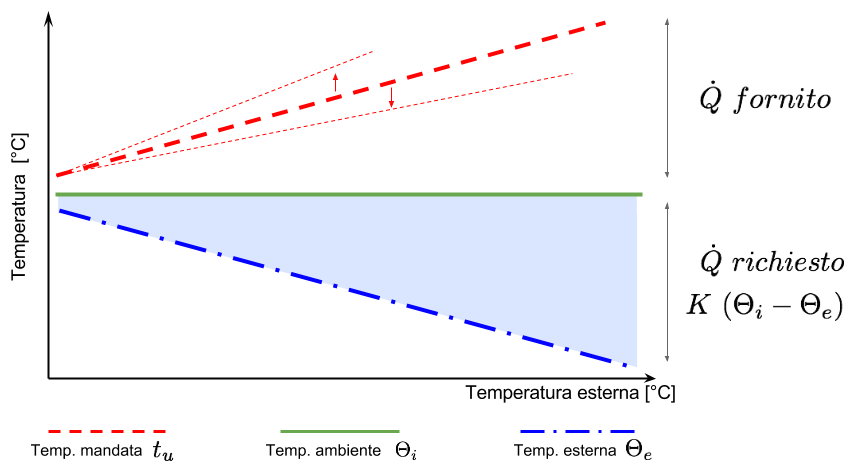 Temperatura [°C]
Q̇ fornito
Q̇ richiesto
K (Θi − Θe)
Temperatura esterna [°C]
Temp. mandata tu
Temp. ambiente Θi
Temp. esterna Θe